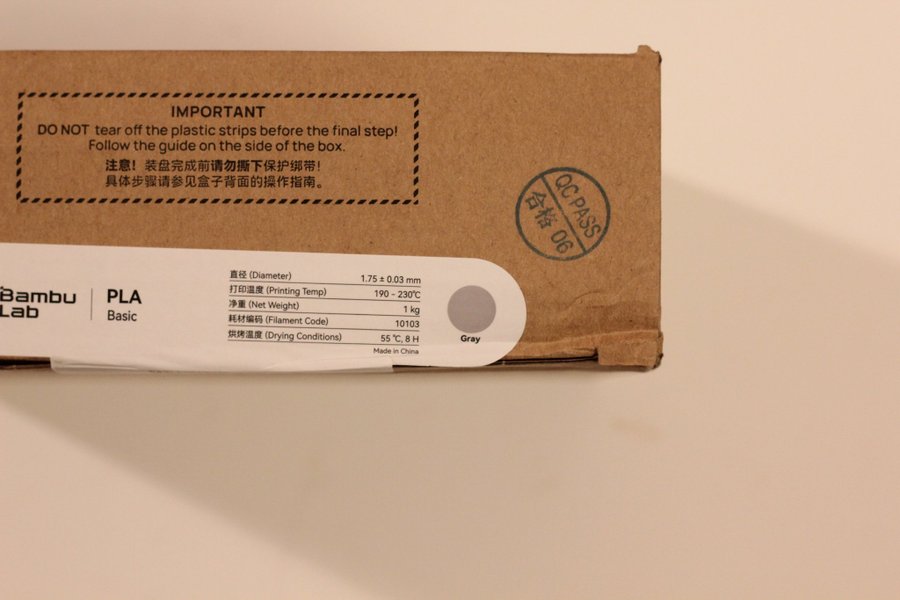 IMPORTANT
DO NOT tear off the plastic strips before the final step!
Follow the guide on the side of the box.
注意！装盘完成前请勿撕下保护绑带！
具体步骤请参见盒子背面的操作指南。
QC PASS
合格 06
Bambu
Lab
PLA
Basic
直径 (Diameter) 1.75 ± 0.03 mm
打印温度 (Printing Temp) 190 - 230℃
净重 (Net Weight) 1 kg
耗材编码 (Filament Code) 10103
烘烤温度 (Drying Conditions) 55 ℃, 8 H
Made in China
Gray